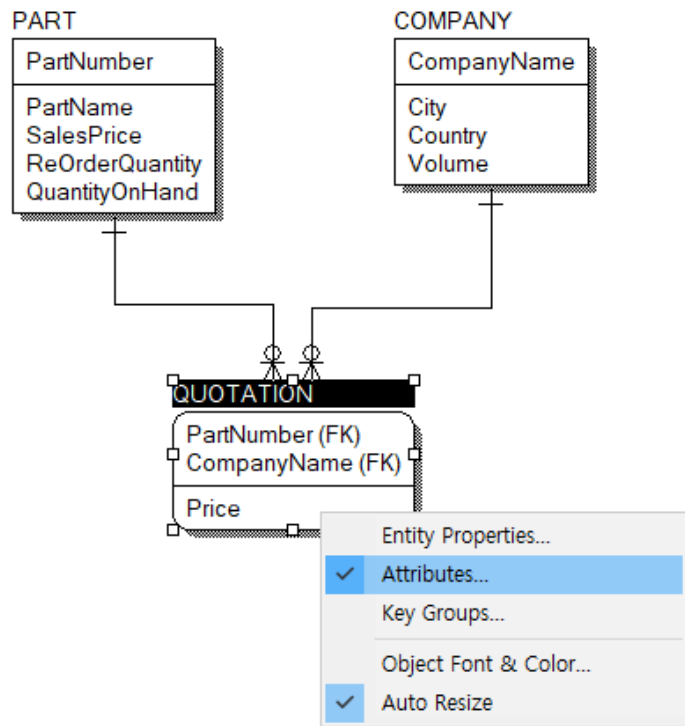 PART
PartNumber
PartName
SalesPrice
ReOrderQuantity
QuantityOnHand
COMPANY
CompanyName
City
Country
Volume
QUOTATION
PartNumber (FK)
CompanyName (FK)
Price
Entity Properties...
Attributes...
Key Groups...
Object Font & Color...
Auto Resize